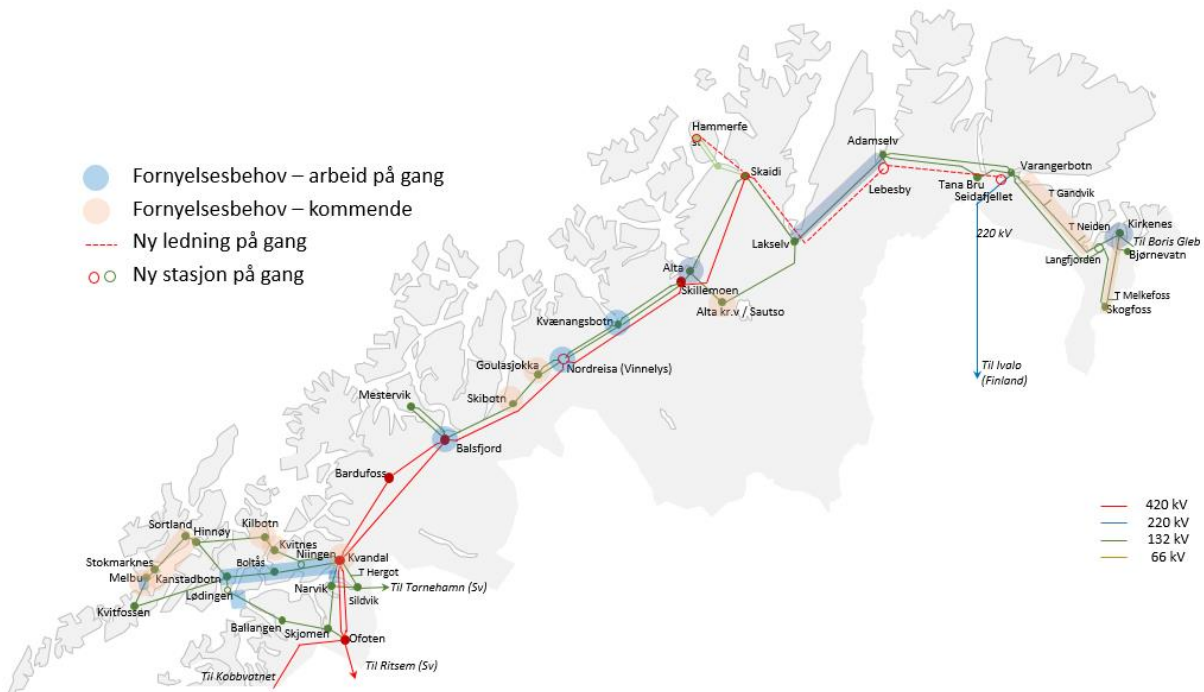 Fornyelsesbehov – arbeid på gang
Fornyelsesbehov – kommende
Ny ledning på gang
Ny stasjon på gang
Hammerfe
st
Skaidi
Adamselv
Lebesby
Varangerbotn
Tana Bru
Seidafjellet
T Gandvik
T Neiden
Kirkenes
Til Boris Gleb
Bjørnevatn
Langfjorden
T Melkefoss
Skogfoss
220 kV
Til Ivalo
(Finland)
Lakselv
Alta
Skillemoen
Alta kr.v / Sautso
Kvænangsbotn
Goulasjokka
Nordreisa (Vinnelys)
Skibotn
Mestervik
Balsfjord
Bardufoss
Sortland
Hinnøy
Kilbotn
Kvitnes
Niingen
Kvandal
Stokmarknes
Melbu
Kanstadbotn
Boltås
T Hergot
Lødingen
Narvik
Sildvik
Til Tornehamn (Sv)
Kvitfossen
Ballangen
Skjomen
Ofoten
Til Kobbvatnet
Til Ritsem (Sv)
420 kV
220 kV
132 kV
66 kV